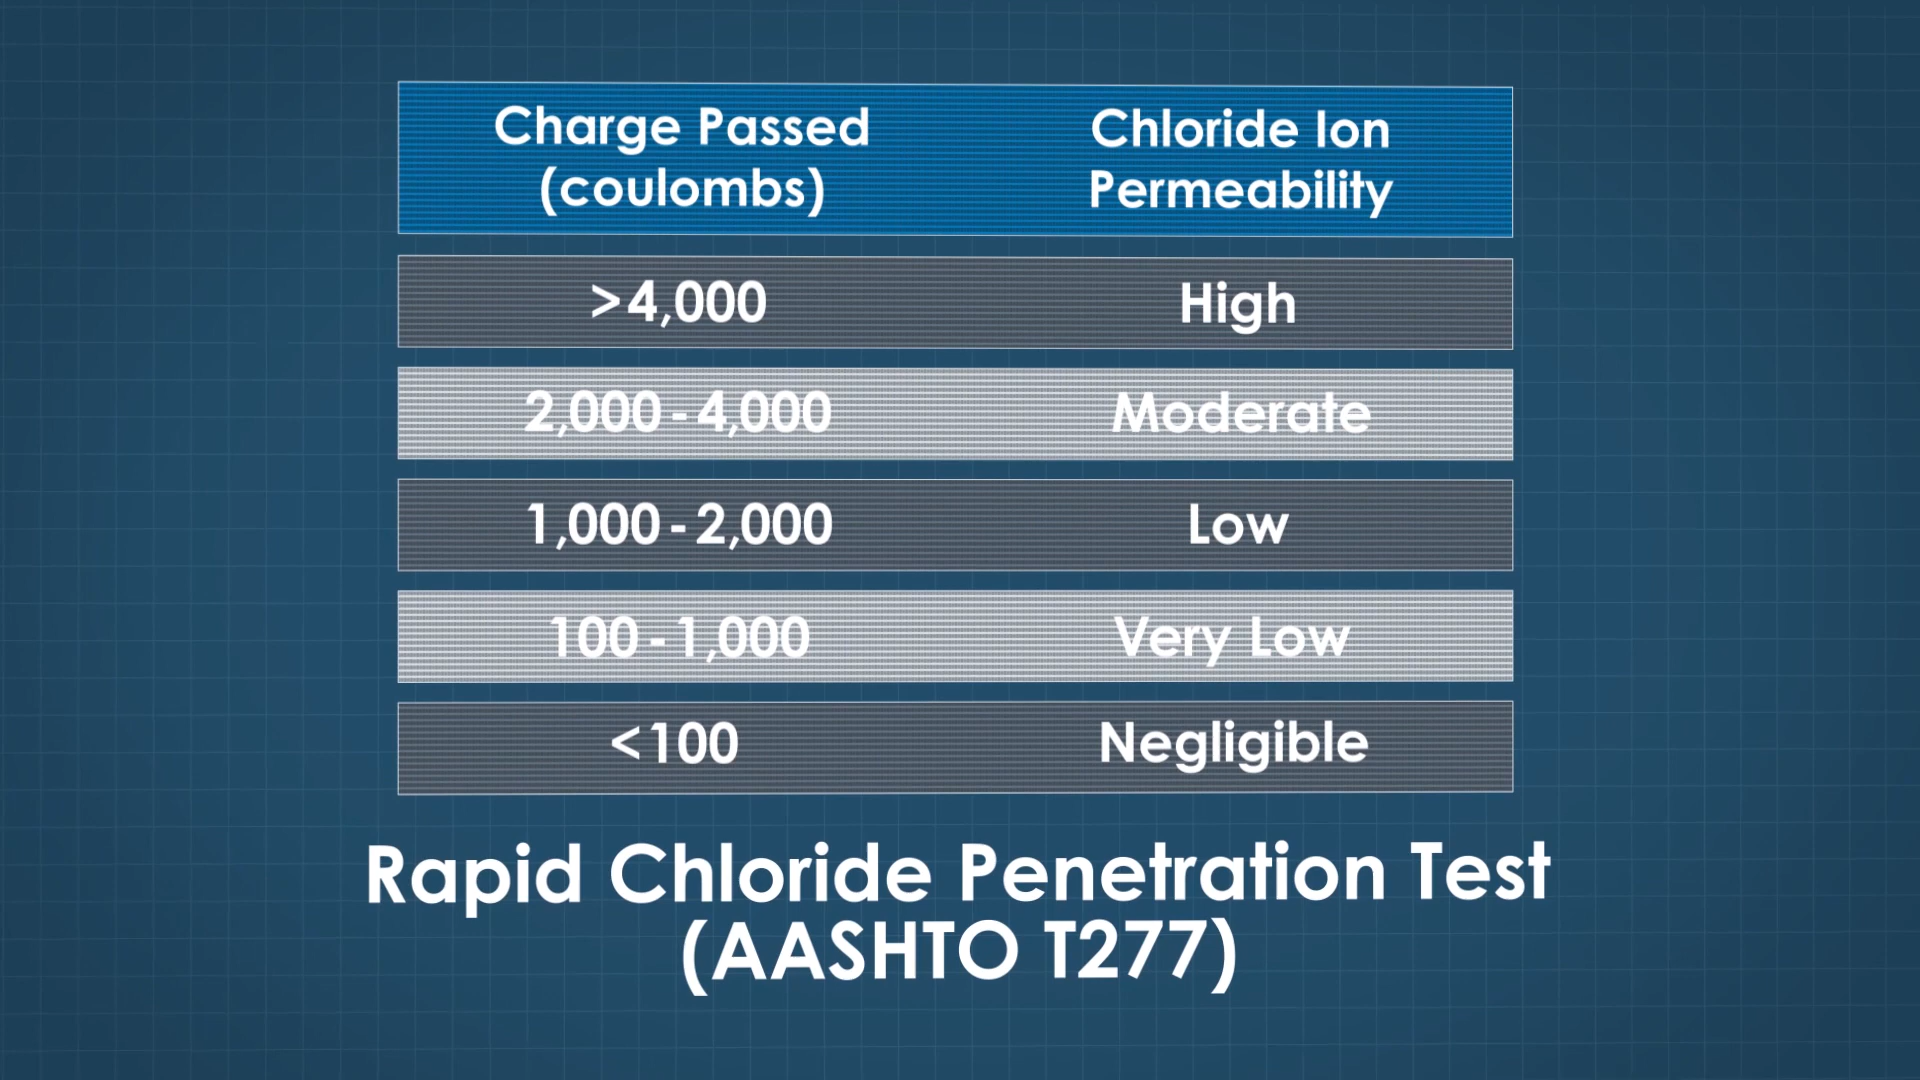 Charge Passed Chloride Ion
(coulombs) Permeability
>4,000 High
2,000 - 4,000 Moderate
1,000 - 2,000 Low
100 - 1,000 Very Low
<100 Negligible
Rapid Chloride Penetration Test
(AASHTO T277)